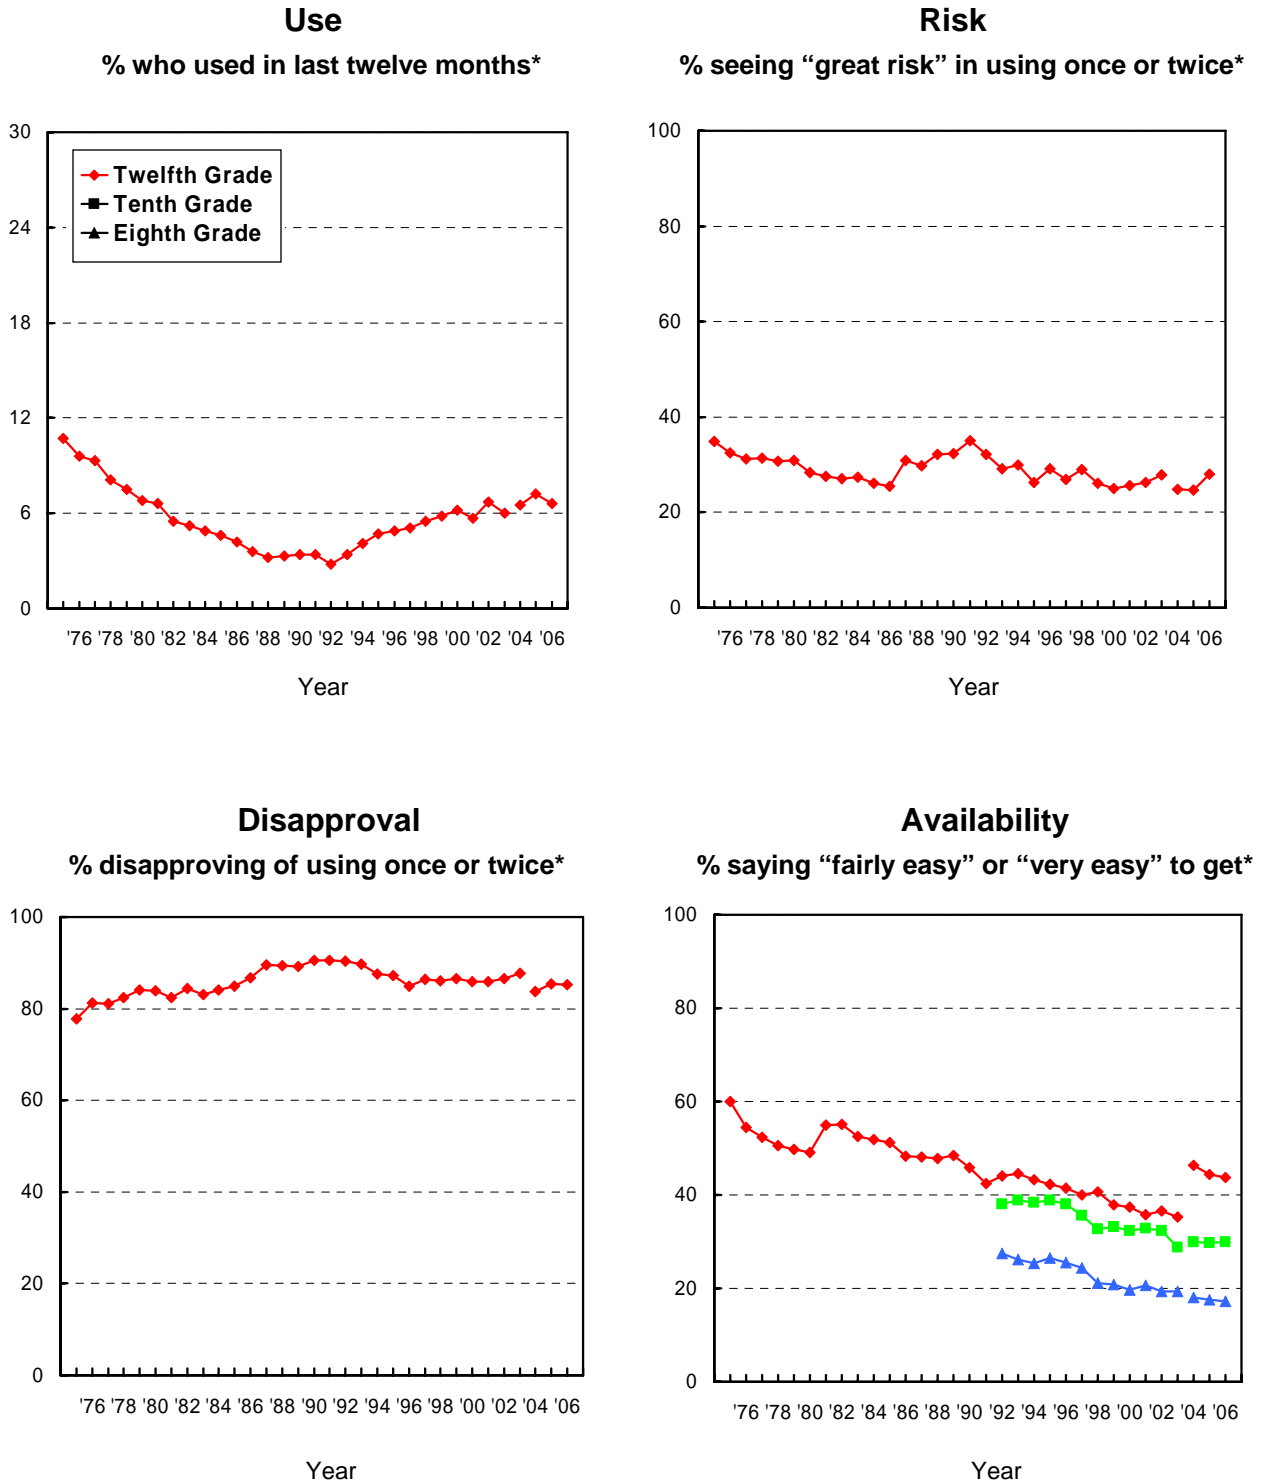 Use
% who used in last twelve months*
30
24
18
12
6
0
Twelfth Grade
Tenth Grade
Eighth Grade
'76 '78 '80 '82 '84 '86 '88 '90 '92 '94 '96 '98 '00 '02 '04 '06
Year
Risk
% seeing “great risk” in using once or twice*
100
80
60
40
20
0
'76 '78 '80 '82 '84 '86 '88 '90 '92 '94 '96 '98 '00 '02 '04 '06
Year
Disapproval
% disapproving of using once or twice*
100
80
60
40
20
0
'76 '78 '80 '82 '84 '86 '88 '90 '92 '94 '96 '98 '00 '02 '04 '06
Year
Availability
% saying “fairly easy” or “very easy” to get*
100
80
60
40
20
0
'76 '78 '80 '82 '84 '86 '88 '90 '92 '94 '96 '98 '00 '02 '04 '06
Year